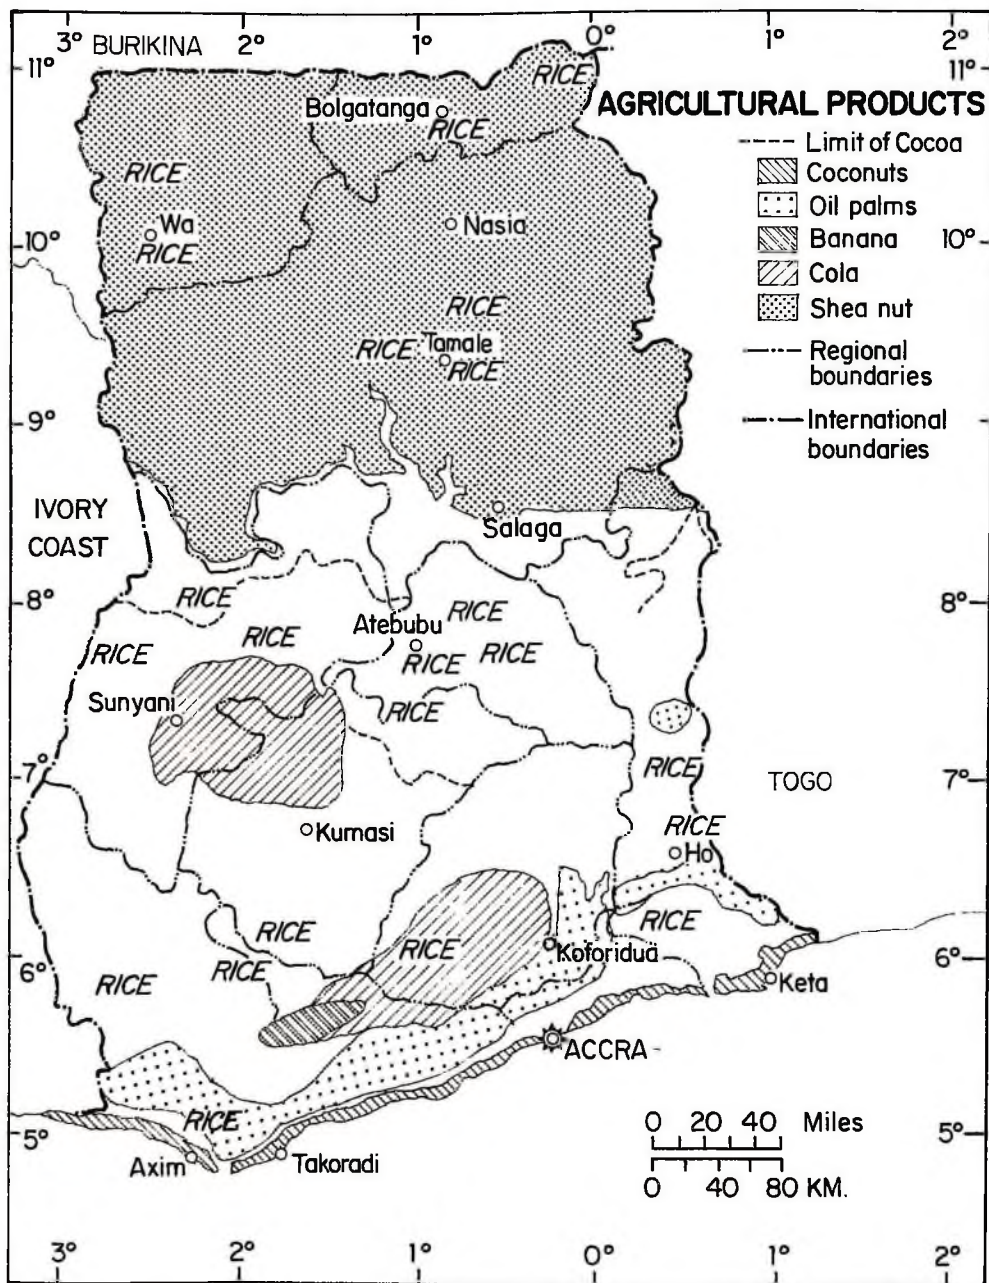 3° BURIKINA 2° 1° 0° 1° 2°
11° 11°
RICE
AGRICULTURAL PRODUCTS
Bolgatanga
RICE
Limit of Cocoa
Coconuts
RICE
Oil palms
Wa
Nasia
Banana
10° 10°
RICE
Cola
RICE
Shea nut
RICE Tamale
RICE
Regional
boundaries
9°
International
boundaries
IVORY
COAST
Salaga
8° 8°
RICE
RICE
RICE
Atebubu
RICE
RICE
RICE
Sunyani
RICE
7° 7°
RICE
TOGO
Kumasi
RICE
Ho
RICE
RICE
RICE
Koforidua
RICE
6° 6°
RICE
Keta
ACCRA
RICE
5° 5°
0 20 40 Miles
Axim
Takoradi
0 40 80 KM.
3° 2° 1° 0° 1° 2°